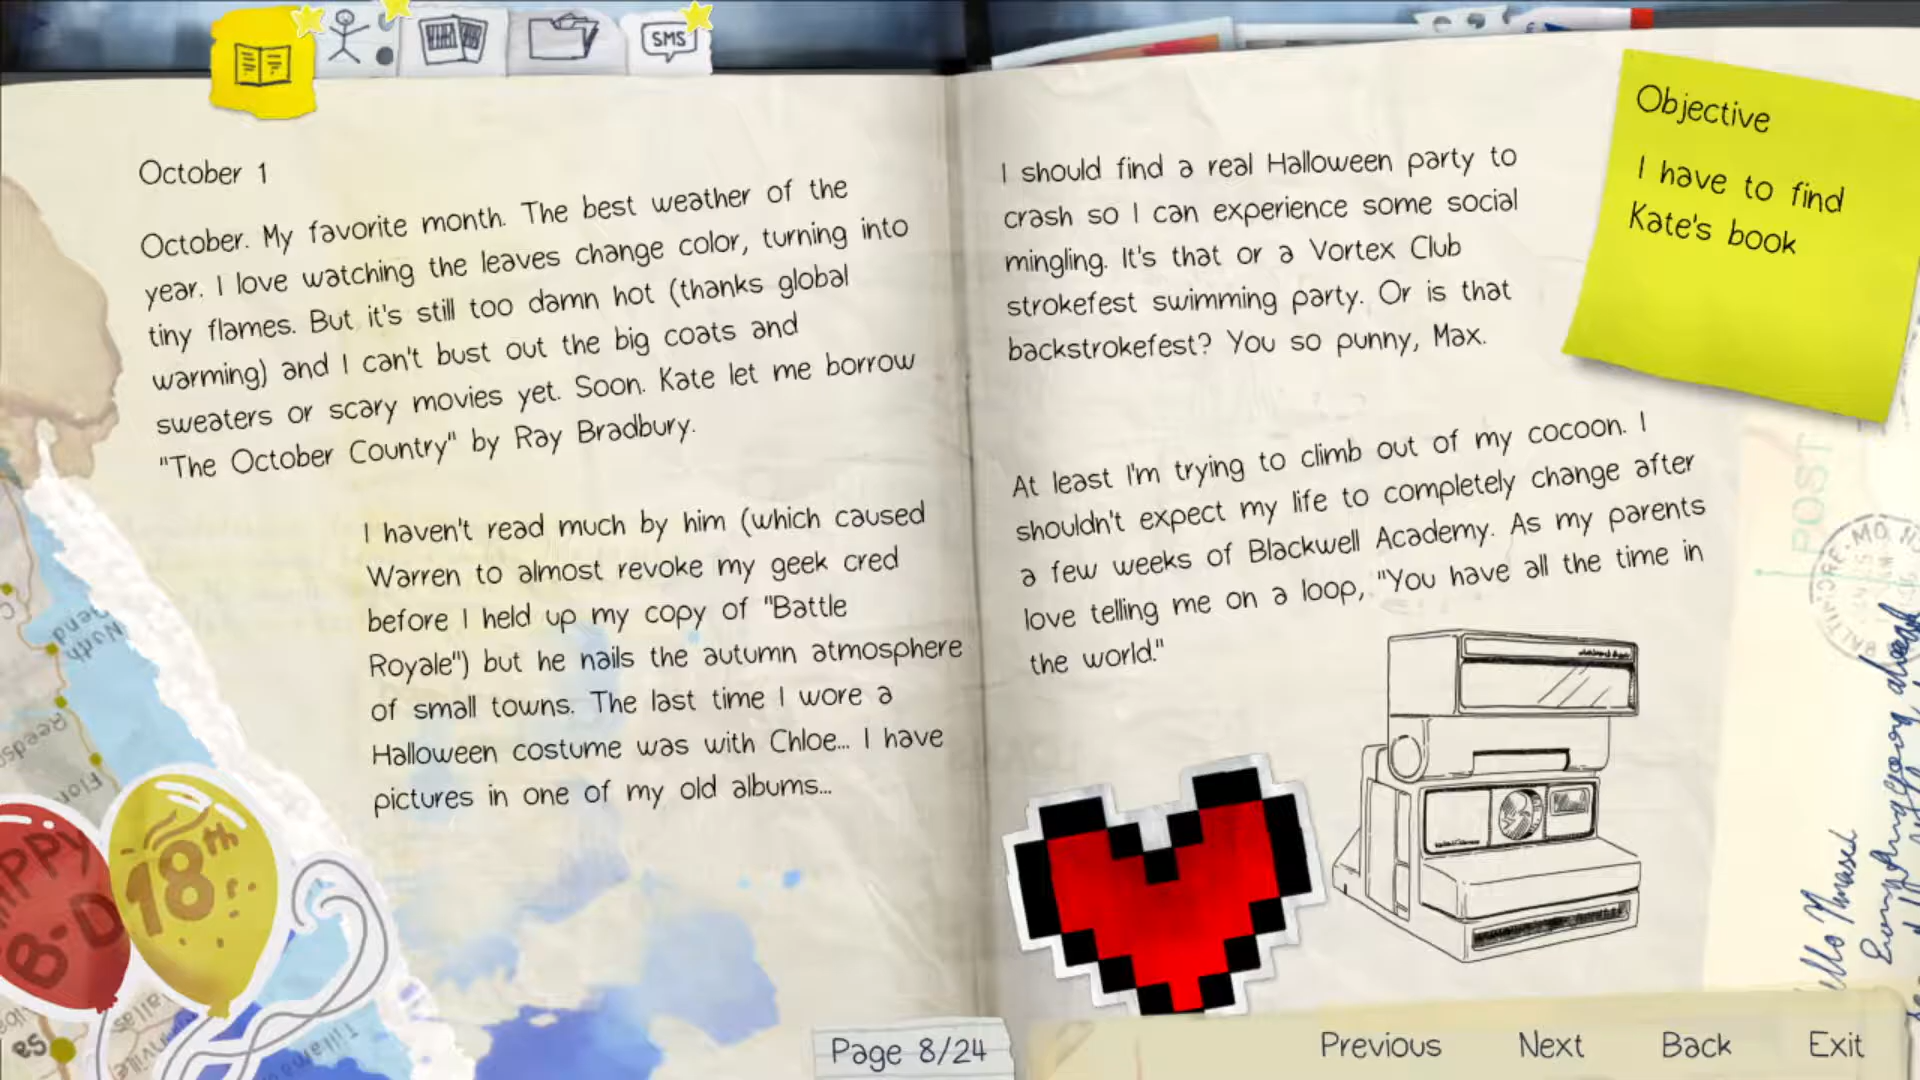 SMS
October 1
October. My favorite month. The best weather of the
year. I love watching the leaves change color, turning into
tiny flames. But it's still too damn hot (thanks global
warming) and I can't bust out the big coats and
sweaters or scary movies yet. Soon. Kate let me borrow
"The October Country" by Ray Bradbury.
I haven't read much by him (which caused
Warren to almost revoke my geek cred
before I held up my copy of "Battle
Royale") but he nails the autumn atmosphere
of small towns. The last time I wore a
Halloween costume was with Chloe... I have
pictures in one of my old albums...
I should find a real Halloween party to
crash so I can experience some social
mingling. It's that or a Vortex Club
strokefest swimming party. Or is that
backstrokefest? You so punny, Max.
At least I'm trying to climb out of my cocoon. I
shouldn't expect my life to completely change after
a few weeks of Blackwell Academy. As my parents
love telling me on a loop, "You have all the time in
the world."
Objective
I have to find
Kate's book
POST
North
Bend
18th
Page 8/24
Previous
Next
Back
Exit